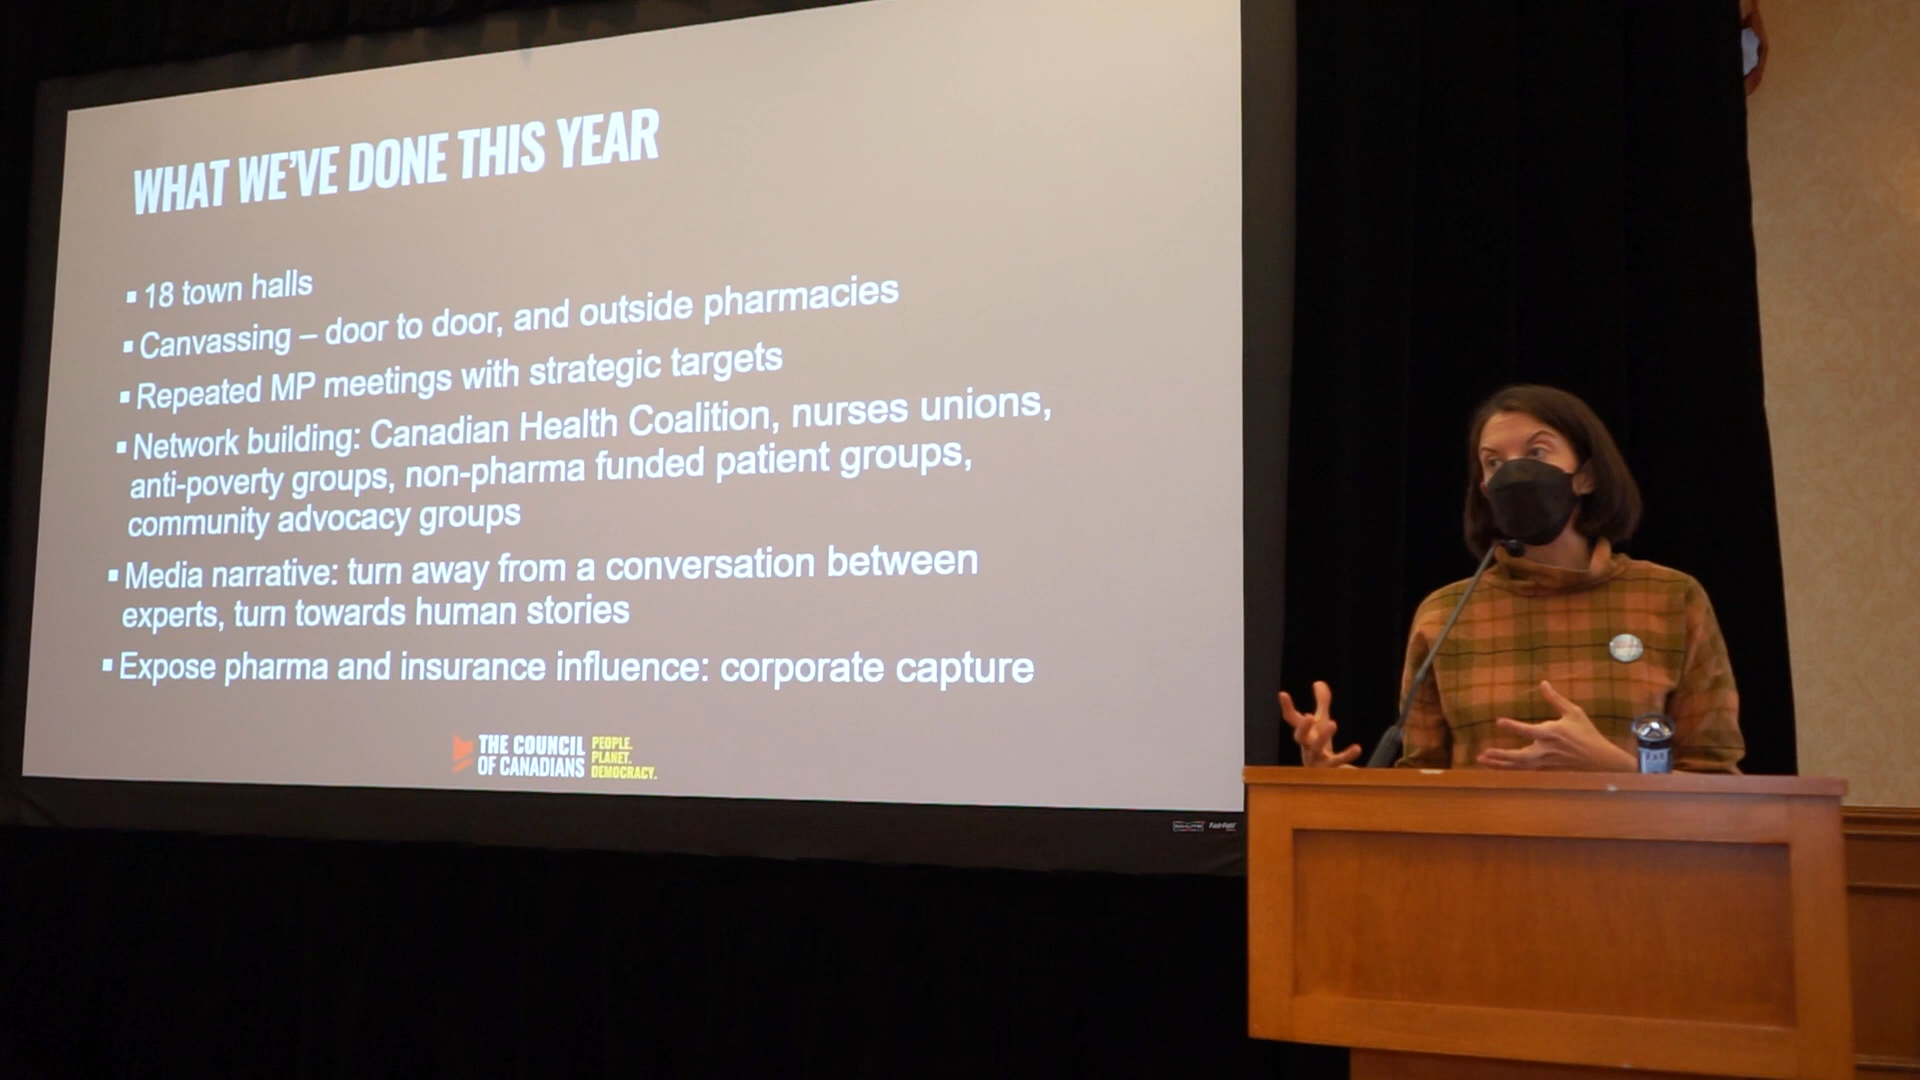 WHAT WE'VE DONE THIS YEAR
▪ 18 town halls
▪ Canvassing – door to door, and outside pharmacies
▪ Repeated MP meetings with strategic targets
▪ Network building: Canadian Health Coalition, nurses unions,
anti-poverty groups, non-pharma funded patient groups,
community advocacy groups
▪ Media narrative: turn away from a conversation between
experts, turn towards human stories
▪ Expose pharma and insurance influence: corporate capture
THE COUNCIL
OF CANADIANS
PEOPLE.
PLANET.
DEMOCRACY.